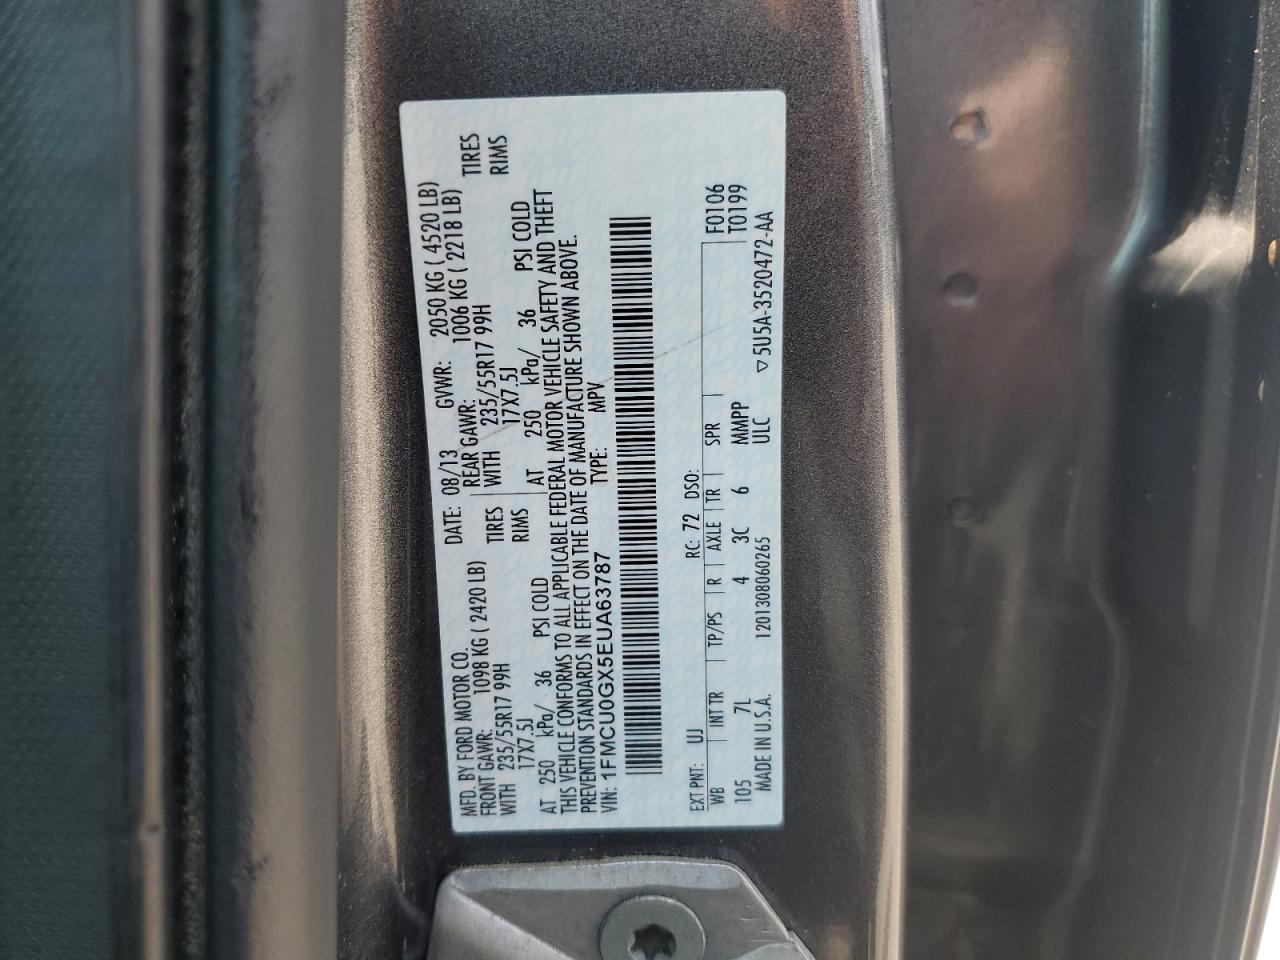 MFD. BY FORD MOTOR CO.
DATE: 08/13 GVWR: 2050 KG ( 4520 LB)
FRONT GAWR: 1098 KG ( 2420 LB) REAR GAWR: 1006 KG ( 2218 LB)
WITH 235/55R17 99H TIRES WITH 235/55R17 99H TIRES
17X7.5J RIMS 17X7.5J RIMS
AT 250 kPa/ 36 PSI COLD AT 250 kPa/ 36 PSI COLD
THIS VEHICLE CONFORMS TO ALL APPLICABLE FEDERAL MOTOR VEHICLE SAFETY AND THEFT
PREVENTION STANDARDS IN EFFECT ON THE DATE OF MANUFACTURE SHOWN ABOVE.
VIN: 1FMCU0GX5EUA63787 TYPE: MPV
F0106
EXT PNT: UJ RC: 72 DSO: T0199
WB INT TR TP/PS R AXLE TR SPR
105 7L 4 3C 6 MMPP
MADE IN U.S.A. 1201308060265 ULC ▽5U5A-3520472-AA